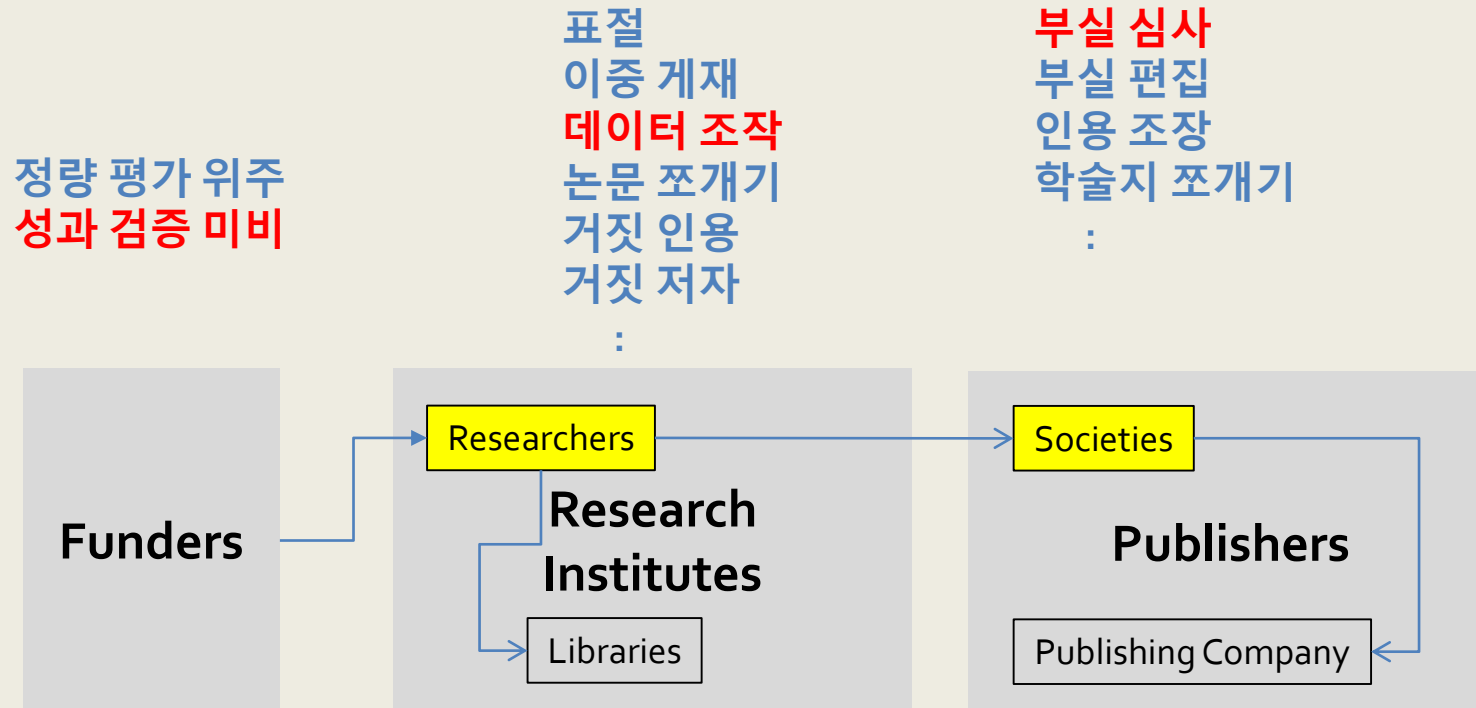 정량 평가 위주
성과 검증 미비
표절
이중 게재
데이터 조작
논문 쪼개기
거짓 인용
거짓 저자
:
부실 심사
부실 편집
인용 조장
학술지 쪼개기
:
Funders
Researchers
Research
Institutes
Libraries
Societies
Publishers
Publishing Company